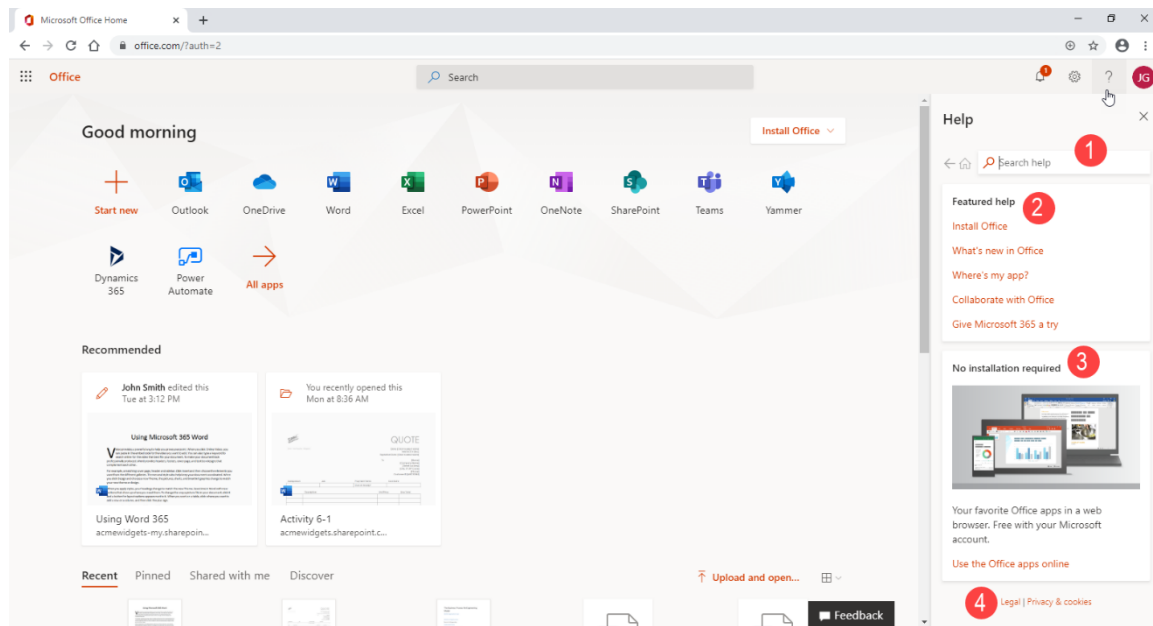 Microsoft Office Home
office.com/?auth=2
Office
Search
1
?
JG
Good morning
Install Office
Start new
Outlook
OneDrive
Word
Excel
PowerPoint
OneNote
SharePoint
Teams
Yammer
Dynamics
365
Power
Automate
All apps
Recommended
John Smith edited this
Tue at 3:12 PM
Using Microsoft 365 Word
Using Word 365
acmewidgets-my.sharepoin...
You recently opened this
Mon at 8:36 AM
QUOTE
Activity 6-1
acmewidgets.sharepoint.c...
Recent Pinned Shared with me Discover
Upload and open...
Feedback
Help
1
Search help
Featured help
2
Install Office
What's new in Office
Where's my app?
Collaborate with Office
Give Microsoft 365 a try
3
No installation required
Your favorite Office apps in a web
browser. Free with your Microsoft
account.
Use the Office apps online
4
Legal | Privacy & cookies